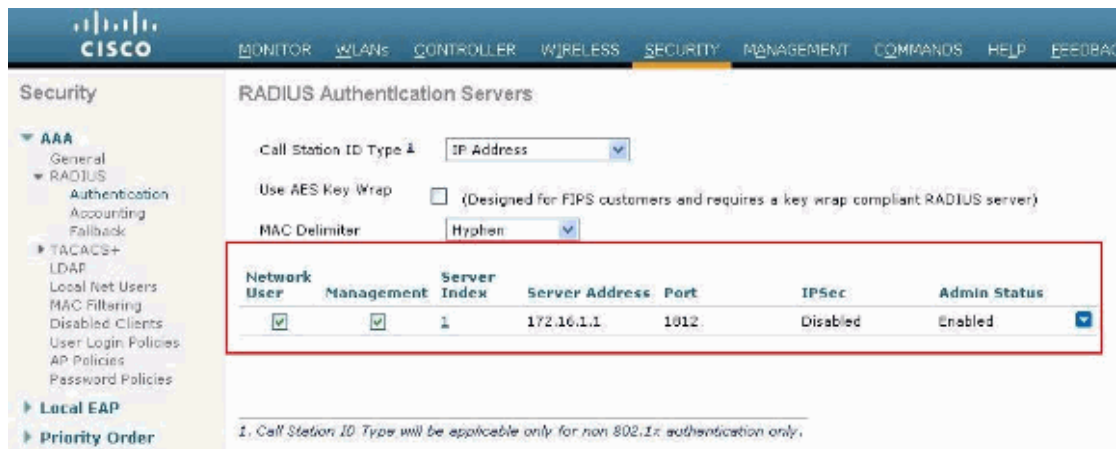 CISCO
MONITOR WLANs CONTROLLER WIRELESS SECURITY MANAGEMENT COMMANDS HELP FEEDBAC
Security
AAA
General
RADIUS
Authentication
Accounting
Fallback
TACACS+
LDAP
Local Net Users
MAC Filtering
Disabled Clients
User Login Policies
AP Policies
Password Policies
Local EAP
Priority Order
RADIUS Authentication Servers
Call Station ID Type 1 IP Address
Use AES Key Wrap (Designed for FIPS customers and requires a key wrap compliant RADIUS server)
MAC Delimiter Hyphen
Network User Management Server Index Server Address Port IPSec Admin Status
1 172.16.1.1 1812 Disabled Enabled
1. Call Station ID Type will be applicable only for non 802.1x authentication only.